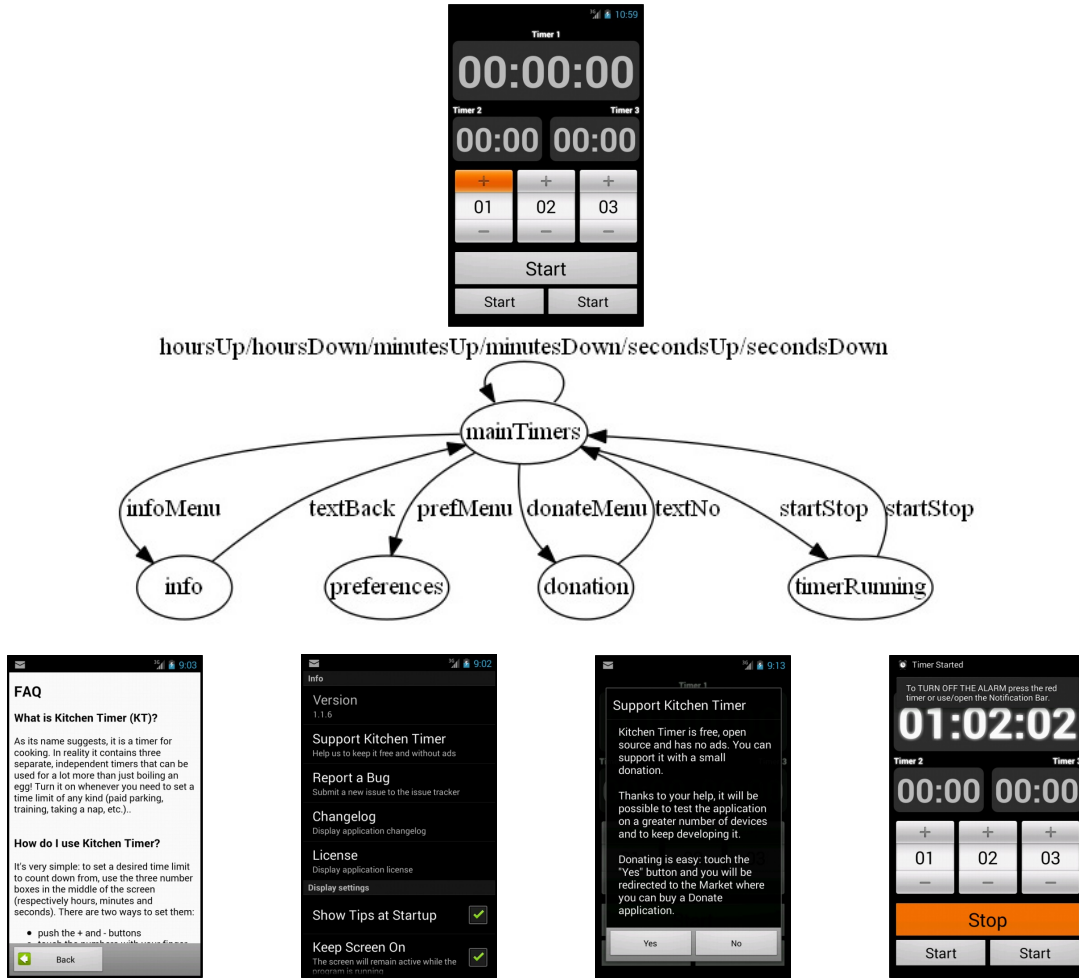 3G 10:59
Timer 1
00:00:00
Timer 2 Timer 3
00:00 00:00
+ + +
01 02 03
− − −
Start
Start Start
hoursUp/hoursDown/minutesUp/minutesDown/secondsUp/secondsDown
mainTimers
infoMenu textBack prefMenu donateMenu textNo startStop startStop
info preferences donation timerRunning
3G 9:03
FAQ
What is Kitchen Timer (KT)?
As its name suggests, it is a timer for
cooking. In reality it contains three
separate, independent timers that can be
used for a lot more than just boiling an
egg! Turn it on whenever you need to set a
time limit of any kind (paid parking,
training, taking a nap, etc.)..
How do I use Kitchen Timer?
It's very simple: to set a desired time limit
to count down from, use the three number
boxes in the middle of the screen
(respectively hours, minutes and
seconds). There are two ways to set them:
• push the + and - buttons
• touch the numbers with your finger
Back
3G 9:02
Info
Version
1.1.6
Support Kitchen Timer
Help us to keep it free and without ads
Report a Bug
Submit a new issue to the issue tracker
Changelog
Display application changelog
License
Display application license
Display settings
Show Tips at Startup
Keep Screen On
The screen will remain active while the
program is running
3G 9:13
Timer 1
Support Kitchen Timer
Kitchen Timer is free, open
source and has no ads. You can
support it with a small
donation.
Thanks to your help, it will be
possible to test the application
on a greater number of devices
and to keep developing it.
Donating is easy: touch the
"Yes" button and you will be
redirected to the Market where
you can buy a Donate
application.
Yes No
Timer Started
To TURN OFF THE ALARM press the red
timer or use/open the Notification Bar.
01:02:02
Timer 2 Timer 3
00:00 00:00
+ + +
01 02 03
− − −
Stop
Start Start